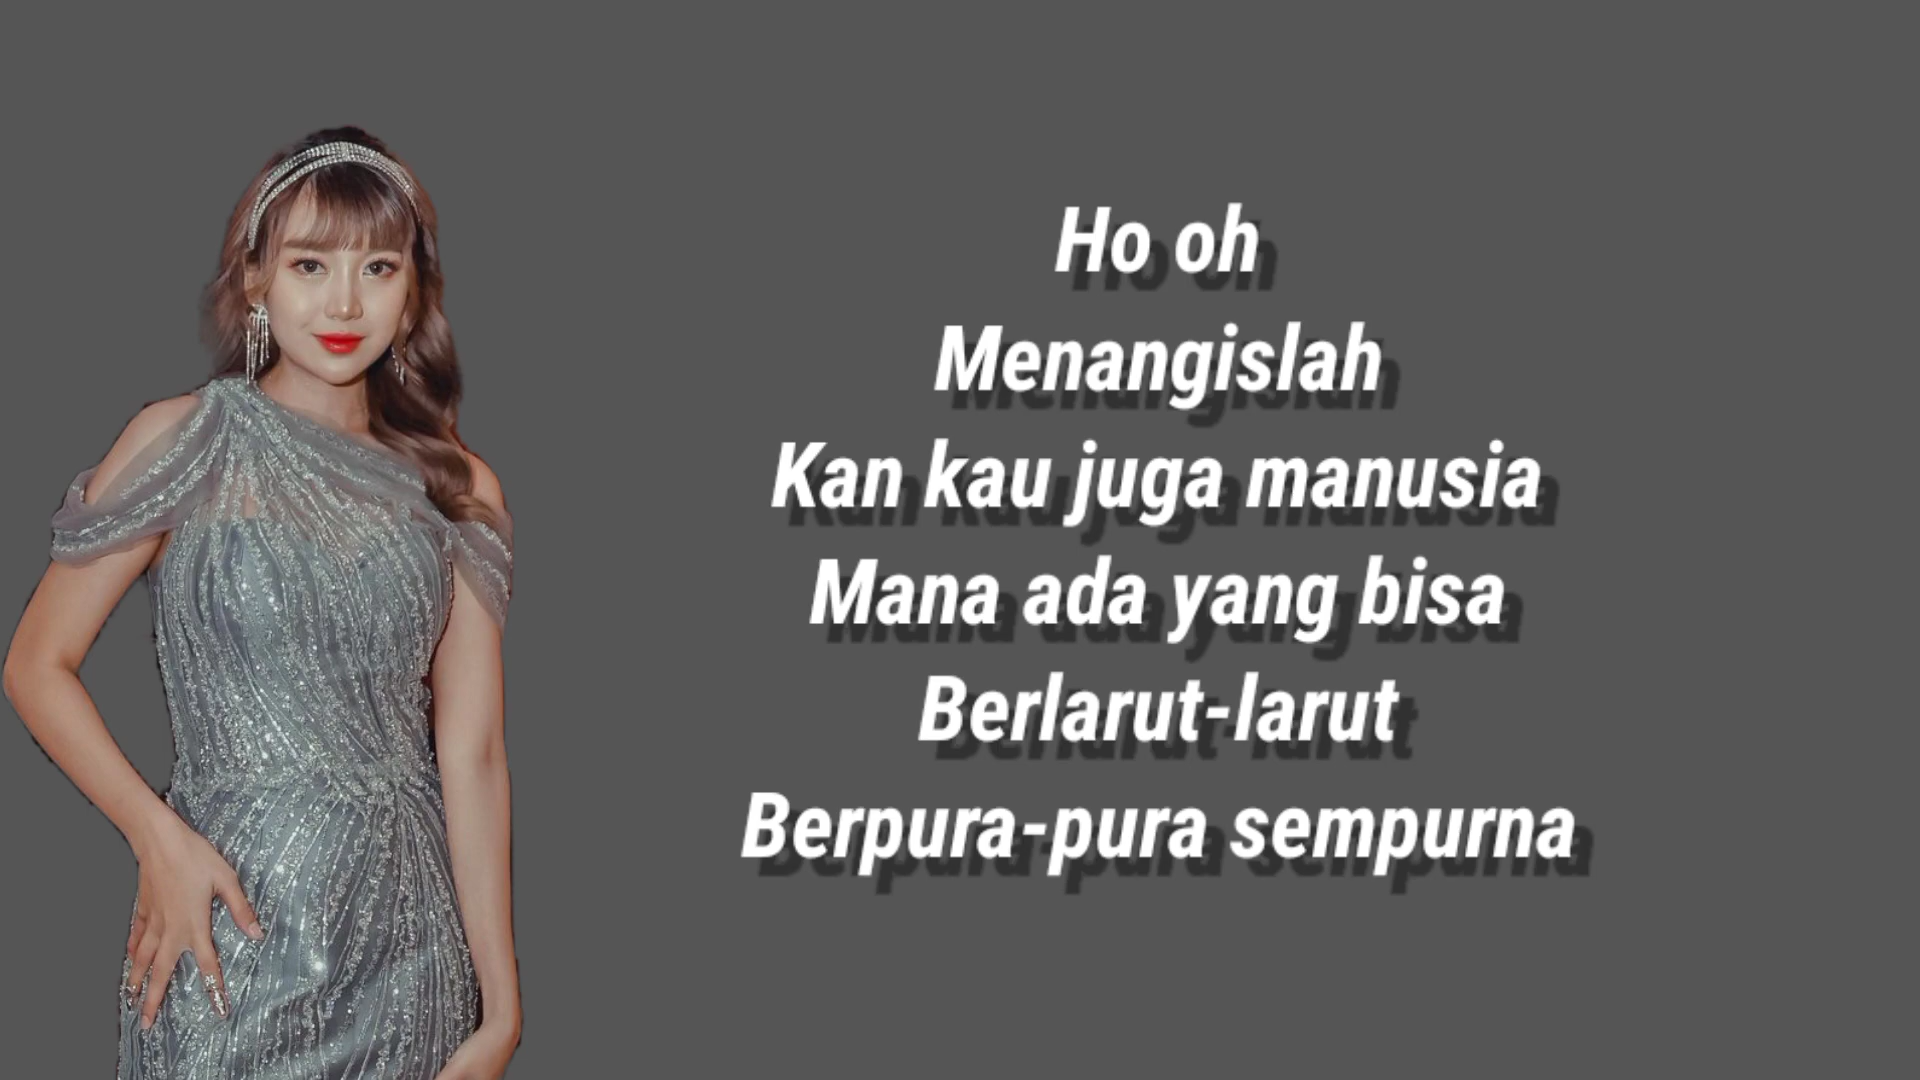 Ho oh
Menangislah
Kan kau juga manusia
Mana ada yang bisa
Berlarut-larut
Berpura-pura sempurna